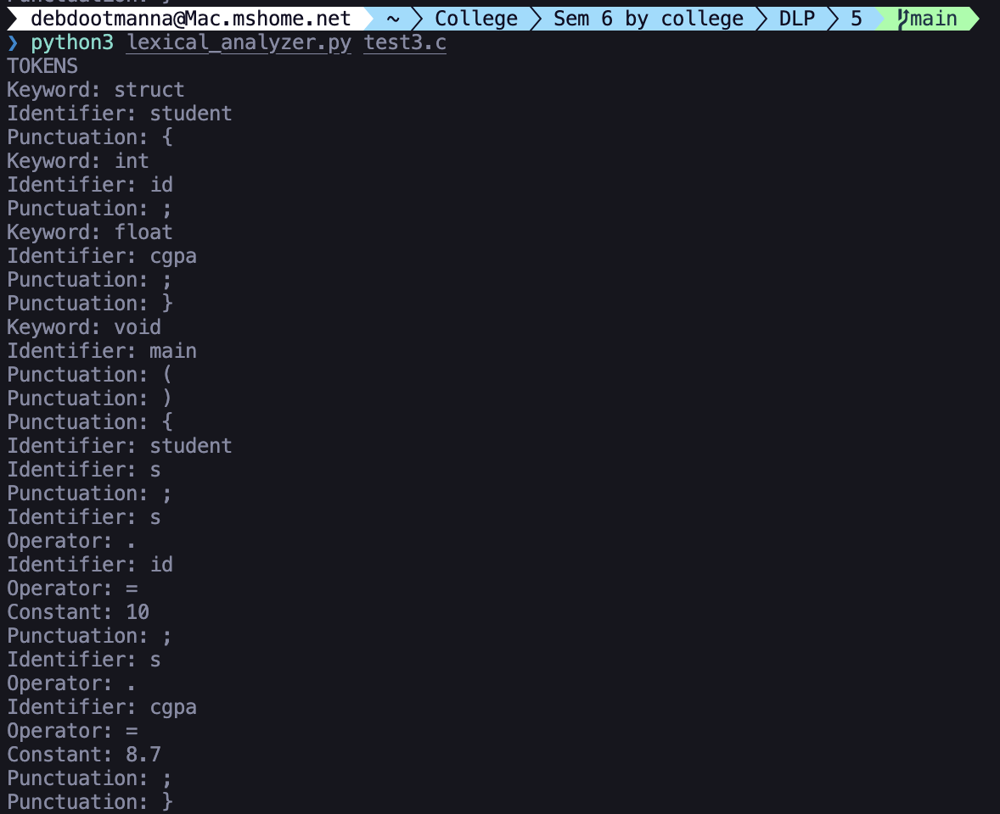 debdootmanna@Mac.mshome.net ~ College Sem 6 by college DLP 5 main
❯ python3 lexical_analyzer.py test3.c
TOKENS
Keyword: struct
Identifier: student
Punctuation: {
Keyword: int
Identifier: id
Punctuation: ;
Keyword: float
Identifier: cgpa
Punctuation: ;
Punctuation: }
Keyword: void
Identifier: main
Punctuation: (
Punctuation: )
Punctuation: {
Identifier: student
Identifier: s
Punctuation: ;
Identifier: s
Operator: .
Identifier: id
Operator: =
Constant: 10
Punctuation: ;
Identifier: s
Operator: .
Identifier: cgpa
Operator: =
Constant: 8.7
Punctuation: ;
Punctuation: }